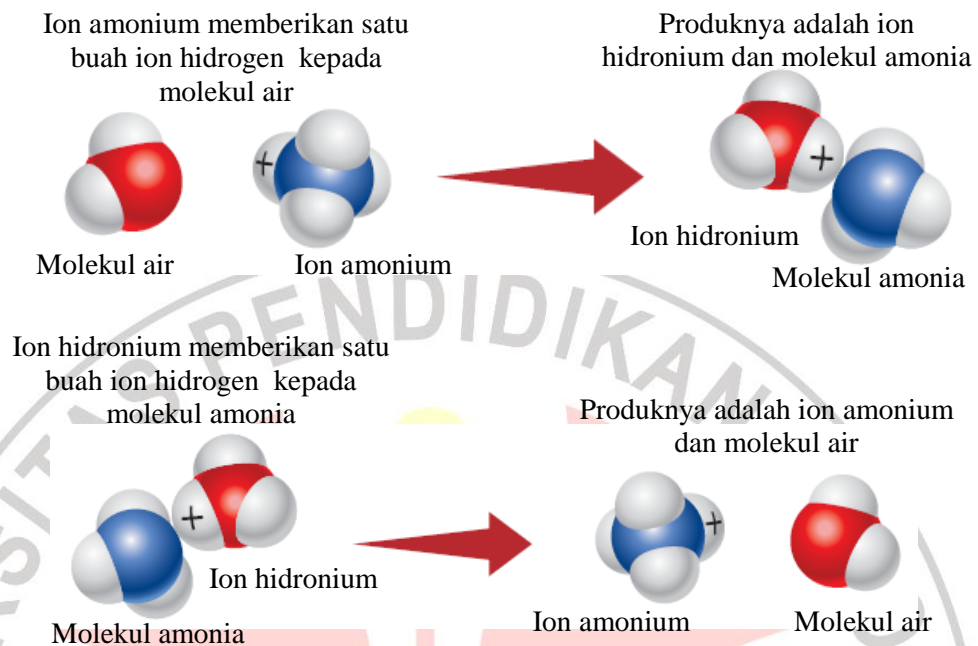 Ion amonium memberikan satu
buah ion hidrogen kepada
molekul air
Produknya adalah ion
hidronium dan molekul amonia
+
+
Molekul air
Ion amonium
Ion hidronium
Molekul amonia
AS PENDIDIKAN
Ion hidronium memberikan satu
buah ion hidrogen kepada
molekul amonia
Produknya adalah ion amonium
dan molekul air
+
+
Ion hidronium
Molekul amonia
Ion amonium
Molekul air